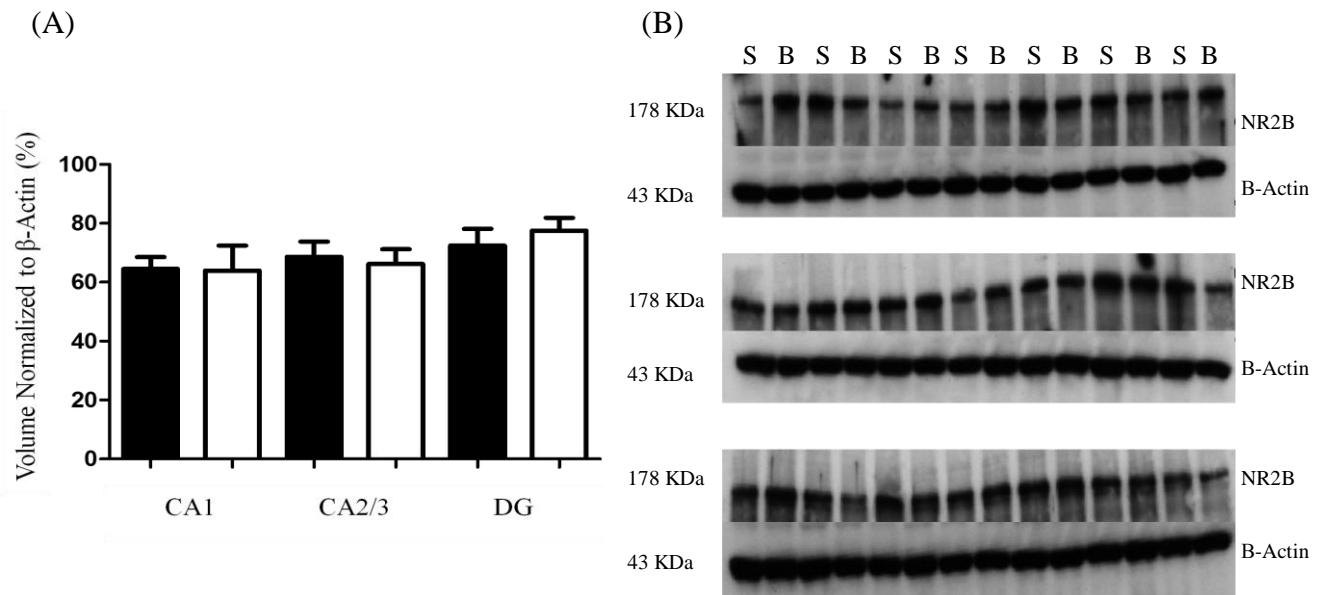 (A)
Volume Normalized to β-Actin (%)
100
80
60
40
20
0
CA1 CA2/3 DG
(B)
S B S B S B S B S B S B S B
178 KDa NR2B
43 KDa B-Actin
178 KDa NR2B
43 KDa B-Actin
178 KDa NR2B
43 KDa B-Actin